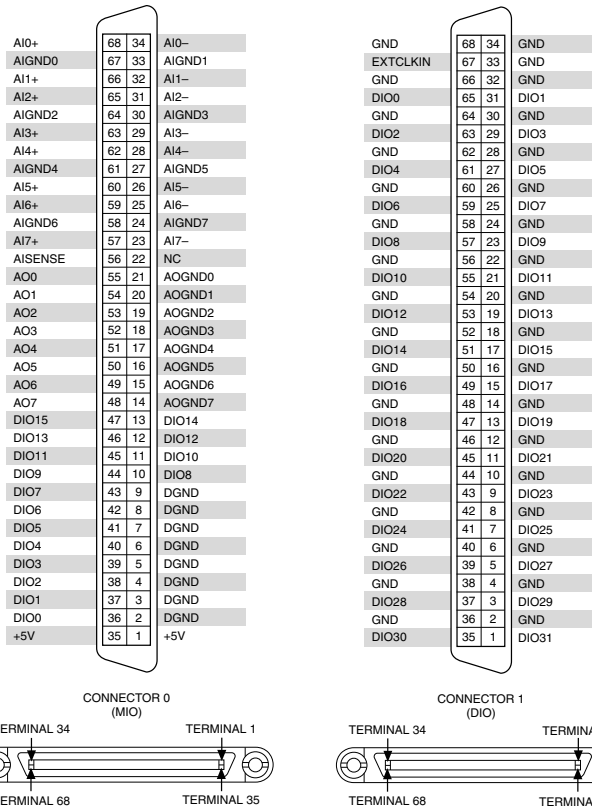 AI0+ 68 34 AI0–
AIGND0 67 33 AIGND1
AI1+ 66 32 AI1–
AI2+ 65 31 AI2–
AIGND2 64 30 AIGND3
AI3+ 63 29 AI3–
AI4+ 62 28 AI4–
AIGND4 61 27 AIGND5
AI5+ 60 26 AI5–
AI6+ 59 25 AI6–
AIGND6 58 24 AIGND7
AI7+ 57 23 AI7–
AISENSE 56 22 NC
AO0 55 21 AOGND0
AO1 54 20 AOGND1
AO2 53 19 AOGND2
AO3 52 18 AOGND3
AO4 51 17 AOGND4
AO5 50 16 AOGND5
AO6 49 15 AOGND6
AO7 48 14 AOGND7
DIO15 47 13 DIO14
DIO13 46 12 DIO12
DIO11 45 11 DIO10
DIO9 44 10 DIO8
DIO7 43 9 DGND
DIO6 42 8 DGND
DIO5 41 7 DGND
DIO4 40 6 DGND
DIO3 39 5 DGND
DIO2 38 4 DGND
DIO1 37 3 DGND
DIO0 36 2 DGND
+5V 35 1 +5V
CONNECTOR 0
(MIO)
ERMINAL 34 TERMINAL 1
ERMINAL 68 TERMINAL 35
GND 68 34 GND
EXTCLKIN 67 33 GND
GND 66 32 GND
DIO0 65 31 DIO1
GND 64 30 GND
DIO2 63 29 DIO3
GND 62 28 GND
DIO4 61 27 DIO5
GND 60 26 GND
DIO6 59 25 DIO7
GND 58 24 GND
DIO8 57 23 DIO9
GND 56 22 GND
DIO10 55 21 DIO11
GND 54 20 GND
DIO12 53 19 DIO13
GND 52 18 GND
DIO14 51 17 DIO15
GND 50 16 GND
DIO16 49 15 DIO17
GND 48 14 GND
DIO18 47 13 DIO19
GND 46 12 GND
DIO20 45 11 DIO21
GND 44 10 GND
DIO22 43 9 DIO23
GND 42 8 GND
DIO24 41 7 DIO25
GND 40 6 GND
DIO26 39 5 DIO27
GND 38 4 GND
DIO28 37 3 DIO29
GND 36 2 GND
DIO30 35 1 DIO31
CONNECTOR 1
(DIO)
TERMINAL 34 TERMINA
TERMINAL 68 TERMINA